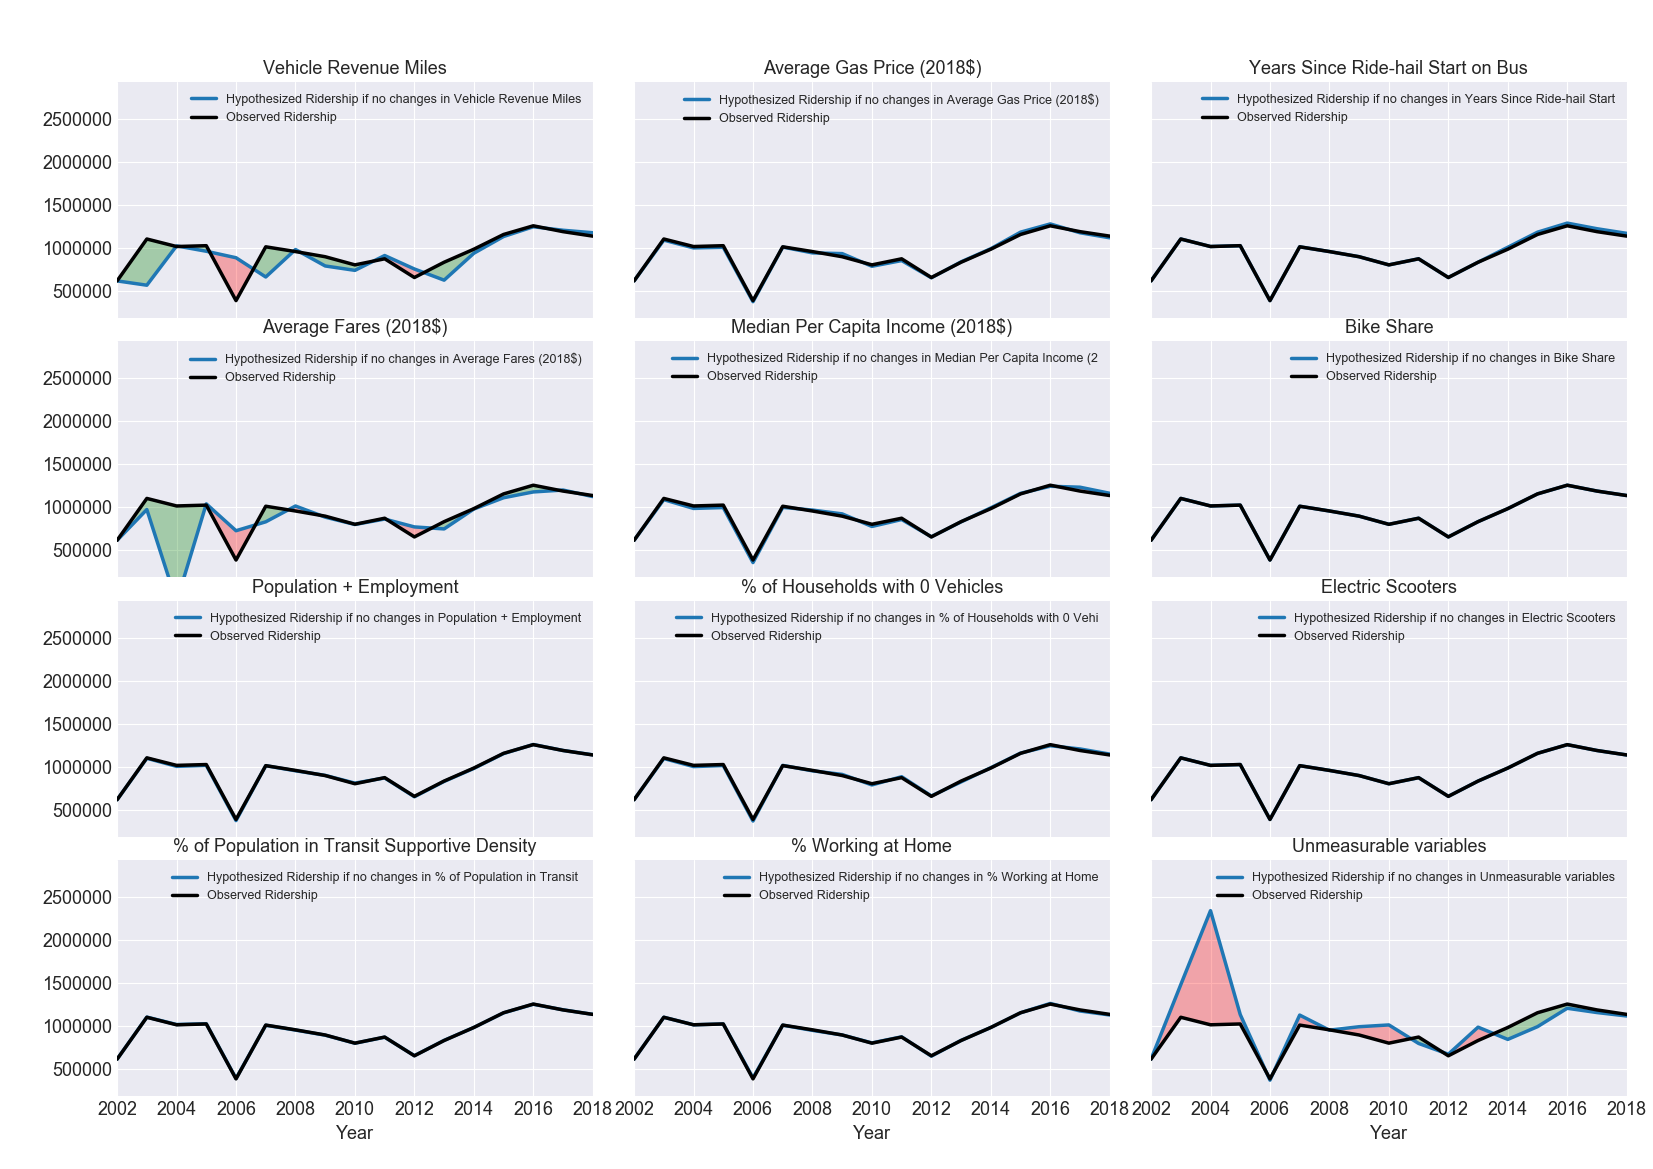 Vehicle Revenue Miles
Average Gas Price (2018$)
Years Since Ride-hail Start on Bus
Hypothesized Ridership if no changes in Vehicle Revenue Miles
Observed Ridership
Hypothesized Ridership if no changes in Average Gas Price (2018$)
Observed Ridership
Hypothesized Ridership if no changes in Years Since Ride-hail Start
Observed Ridership
2500000
2000000
1500000
1000000
500000
Average Fares (2018$)
Median Per Capita Income (2018$)
Bike Share
Hypothesized Ridership if no changes in Average Fares (2018$)
Observed Ridership
Hypothesized Ridership if no changes in Median Per Capita Income (2
Observed Ridership
Hypothesized Ridership if no changes in Bike Share
Observed Ridership
2500000
2000000
1500000
1000000
500000
Population + Employment
% of Households with 0 Vehicles
Electric Scooters
Hypothesized Ridership if no changes in Population + Employment
Observed Ridership
Hypothesized Ridership if no changes in % of Households with 0 Vehi
Observed Ridership
Hypothesized Ridership if no changes in Electric Scooters
Observed Ridership
2500000
2000000
1500000
1000000
500000
% of Population in Transit Supportive Density
% Working at Home
Unmeasurable variables
Hypothesized Ridership if no changes in % of Population in Transit
Observed Ridership
Hypothesized Ridership if no changes in % Working at Home
Observed Ridership
Hypothesized Ridership if no changes in Unmeasurable variables
Observed Ridership
2500000
2000000
1500000
1000000
500000
2002 2004 2006 2008 2010 2012 2014 2016 2018
2002 2004 2006 2008 2010 2012 2014 2016 2018
2002 2004 2006 2008 2010 2012 2014 2016 2018
Year
Year
Year